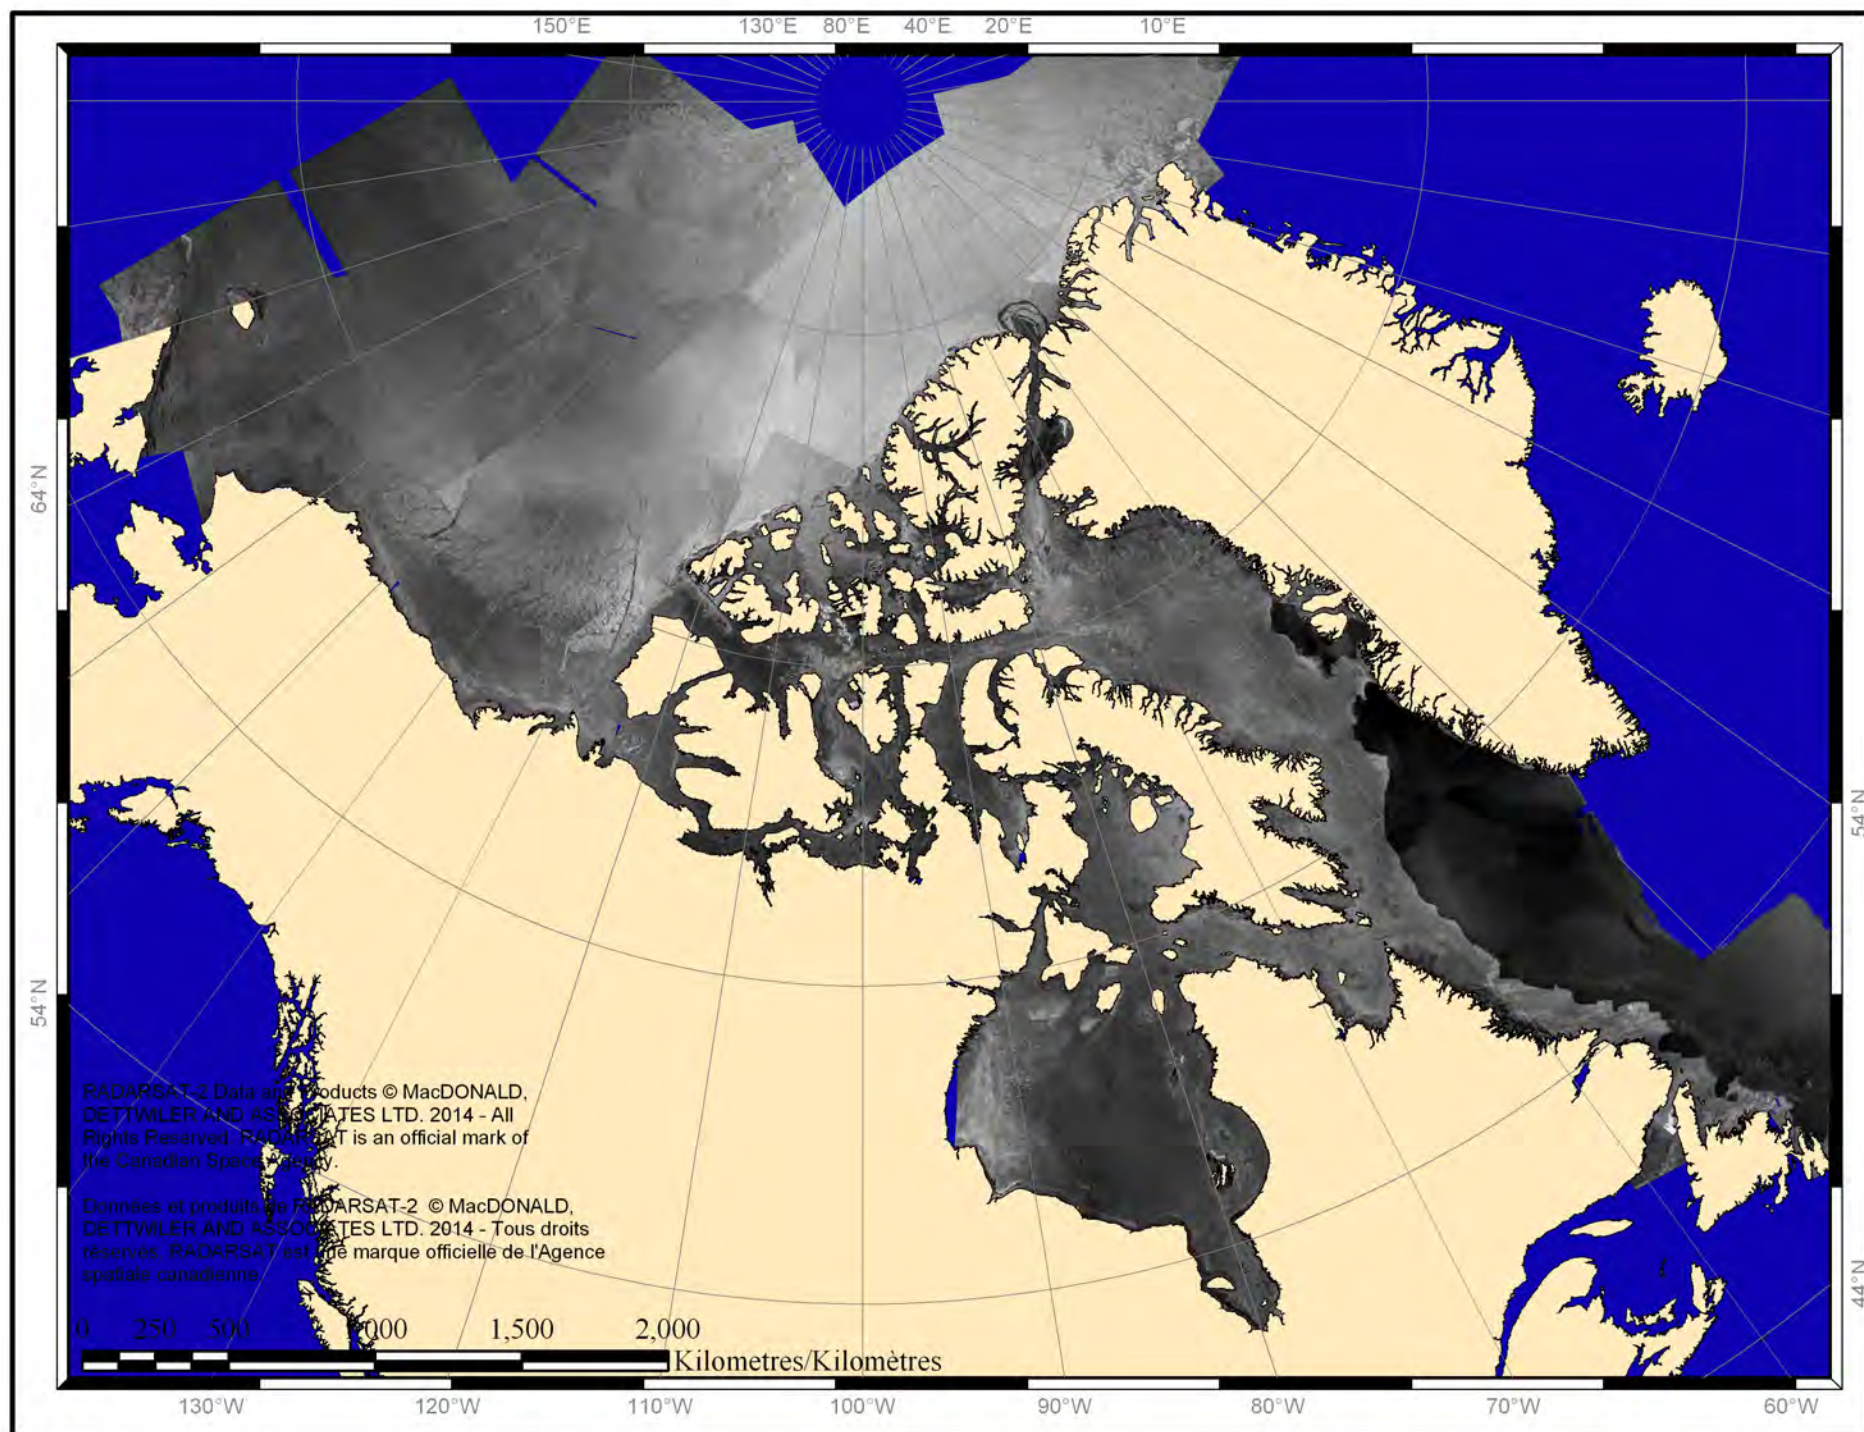 150°E 130°E 80°E 40°E 20°E 10°E
64°N
54°N
54°N
44°N
RADARSAT-2 Data and Products © MacDONALD,
DETTWILER AND ASSOCIATES LTD. 2014 - All
Rights Reserved. RADARSAT is an official mark of
the Canadian Space Agency.
Données et produits de RADARSAT-2 © MacDONALD,
DETTWILER AND ASSOCIATES LTD. 2014 - Tous droits
réservés. RADARSAT est une marque officielle de l'Agence
spatiale canadienne.
0 250 500 1,000 1,500 2,000
Kilometres/Kilomètres
130°W 120°W 110°W 100°W 90°W 80°W 70°W 60°W